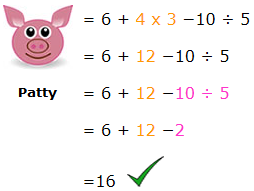 = 6 + 4 x 3 −10 ÷ 5
= 6 + 12 −10 ÷ 5
Patty
= 6 + 12 −10 ÷ 5
= 6 + 12 −2
=16